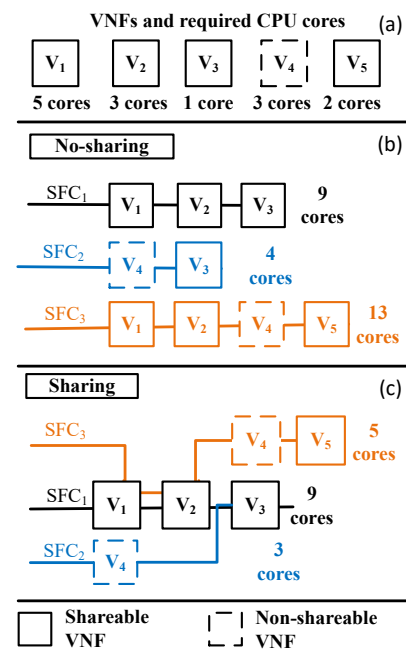 VNFs and required CPU cores (a)
V1 V2 V3 V4 V5
5 cores 3 cores 1 core 3 cores 2 cores
No-sharing (b)
SFC1 V1 V2 V3 9 cores
SFC2 V4 V3 4 cores
SFC3 V1 V2 V4 V5 13 cores
Sharing (c)
SFC3 V4 V5 5 cores
SFC1 V1 V2 V3 9 cores
SFC2 V4 3 cores
Shareable VNF
Non-shareable VNF